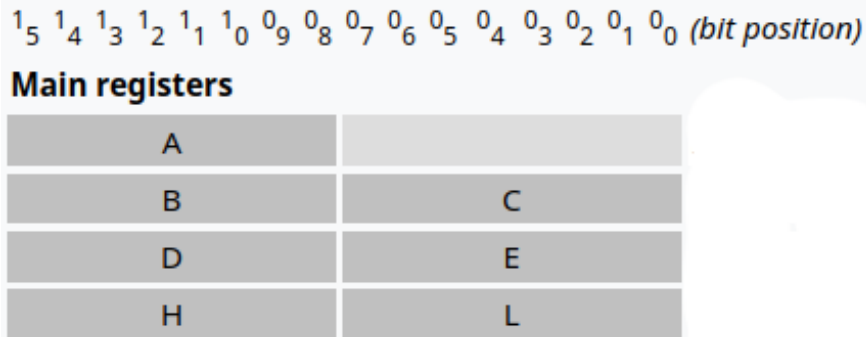 15 14 13 12 11 10 09 08 07 06 05 04 03 02 01 00 (bit position)
Main registers
A
B C
D E
H L